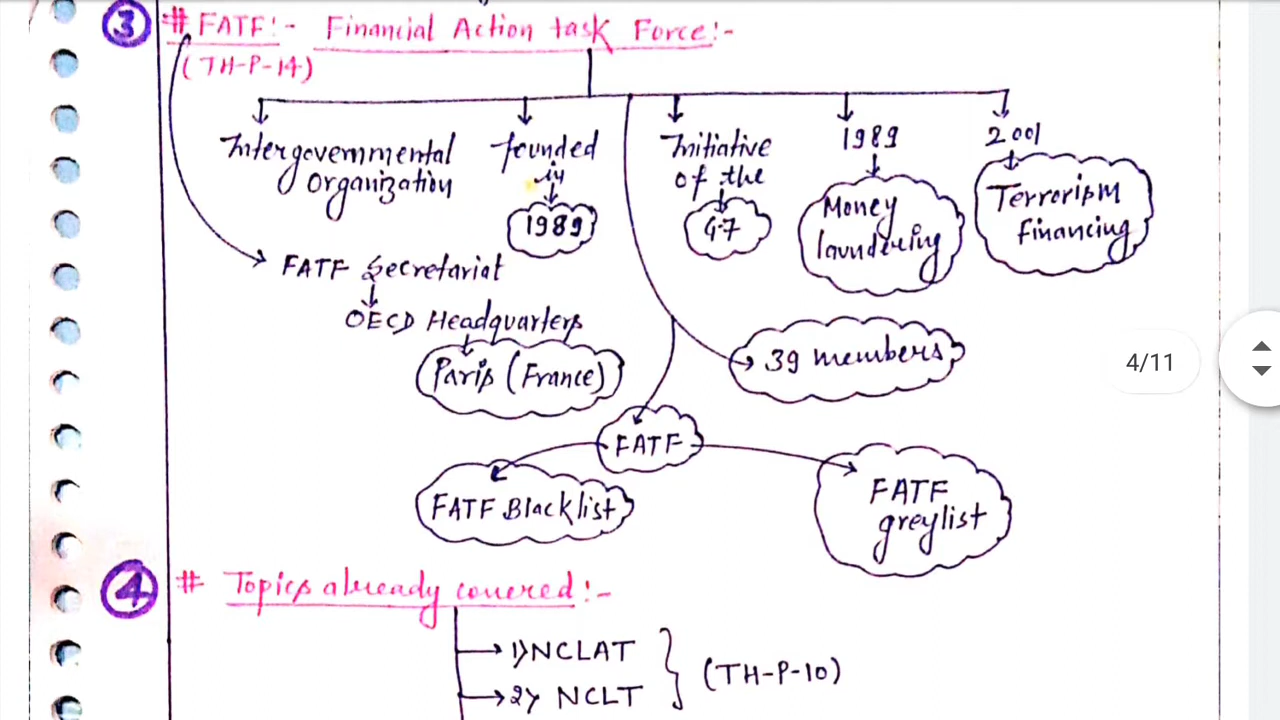 ③ # FATF:- Financial Action task Force:-
(TH-P-14)
Intergovernmental
Organization
founded
in
1989
Initiative
of the
G-7
1989
Money
laundering
2001
Terrorism
Financing
FATF Secretariat
OECD Headquarters
Paris (France)
39 members
FATF
FATF Blacklist
FATF
greylist
4/11
④ # Topics already covered:-
1) NCLAT
2) NCLT
(TH-P-10)